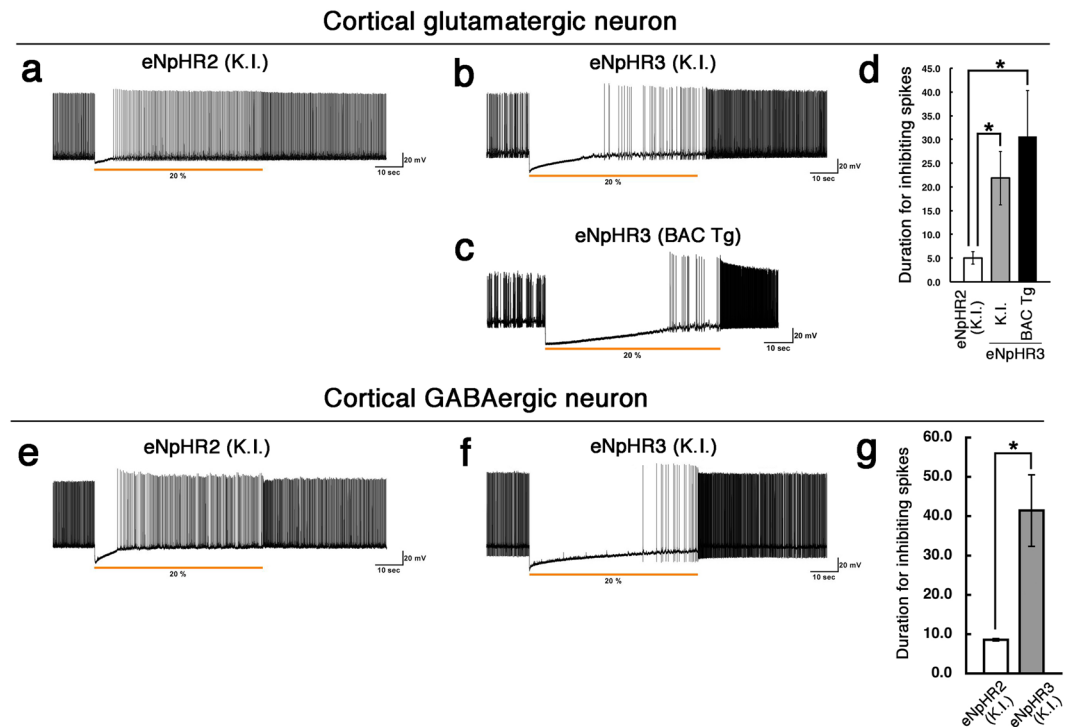 Cortical glutamatergic neuron
a
eNpHR2 (K.I.)
20 mV
10 sec
20 %
b
eNpHR3 (K.I.)
20 mV
10 sec
20 %
c
eNpHR3 (BAC Tg)
20 mV
10 sec
20 %
d
Duration for inhibiting spikes
45.0
40.0
35.0
30.0
25.0
20.0
15.0
10.0
5.0
0.0
*
*
eNpHR2
(K.I.)
K.I.
BAC Tg
eNpHR3
Cortical GABAergic neuron
e
eNpHR2 (K.I.)
20 mV
10 sec
20 %
f
eNpHR3 (K.I.)
20 mV
10 sec
20 %
g
Duration for inhibiting spikes
60.0
50.0
40.0
30.0
20.0
10.0
0.0
*
eNpHR2
(K.I.)
eNpHR3
(K.I.)